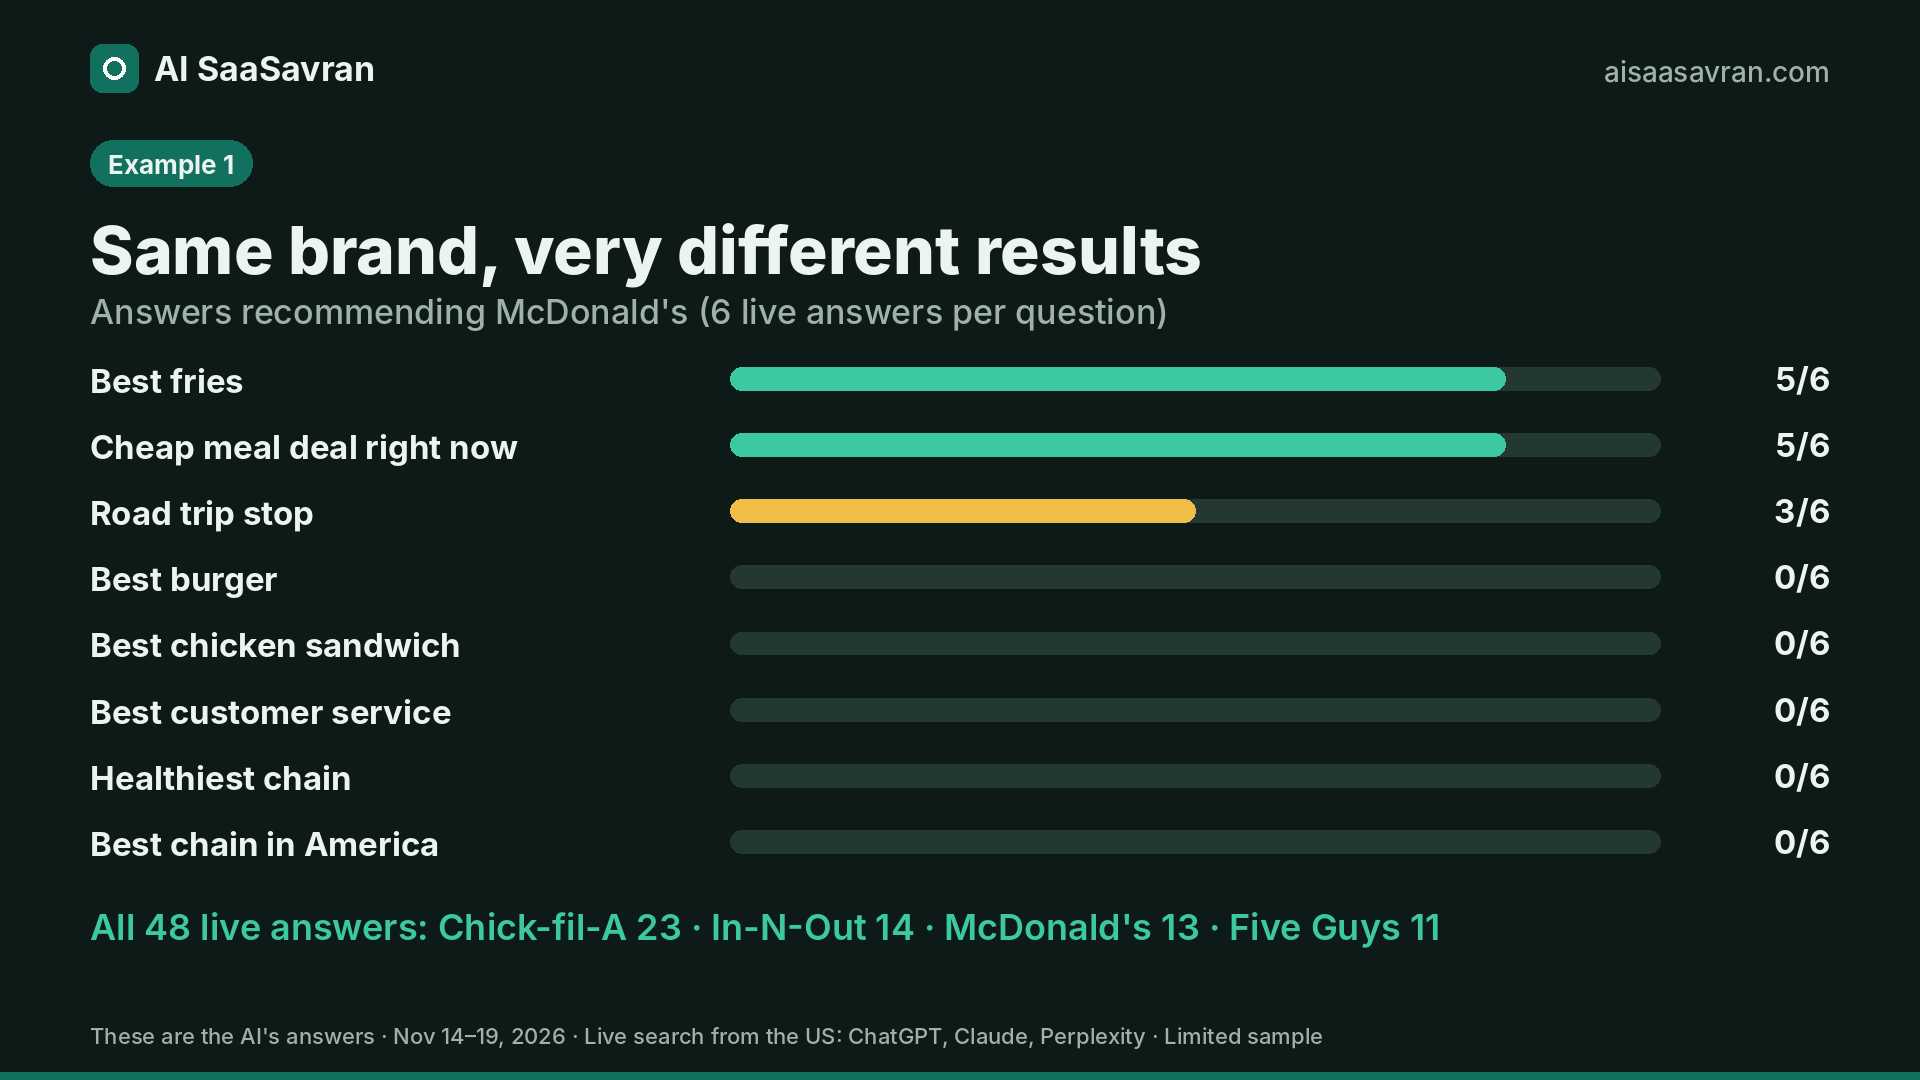 AI SaaSavran
aisaasavran.com
Example 1
Same brand, very different results
Answers recommending McDonald's (6 live answers per question)
Best fries 5/6
Cheap meal deal right now 5/6
Road trip stop 3/6
Best burger 0/6
Best chicken sandwich 0/6
Best customer service 0/6
Healthiest chain 0/6
Best chain in America 0/6
All 48 live answers: Chick-fil-A 23 · In-N-Out 14 · McDonald's 13 · Five Guys 11
These are the AI's answers · Nov 14–19, 2026 · Live search from the US: ChatGPT, Claude, Perplexity · Limited sample